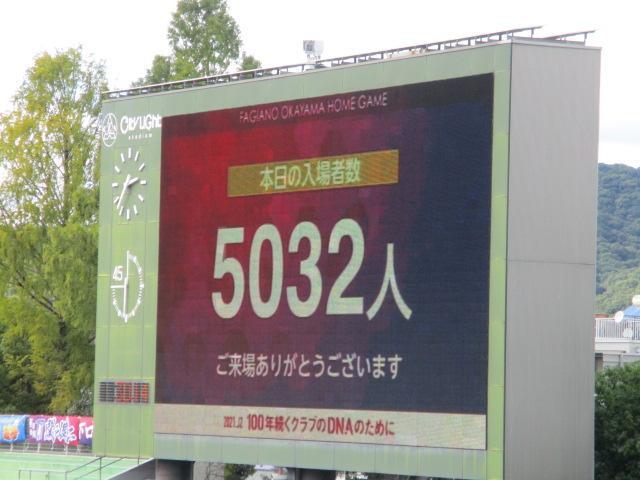 FAGIANO OKAYAMA HOME GAME
CITY LIGHT
STADIUM
本日の入場者数
5032人
45
ご来場ありがとうございます
2021 J2 100年続くクラブのDNAのために